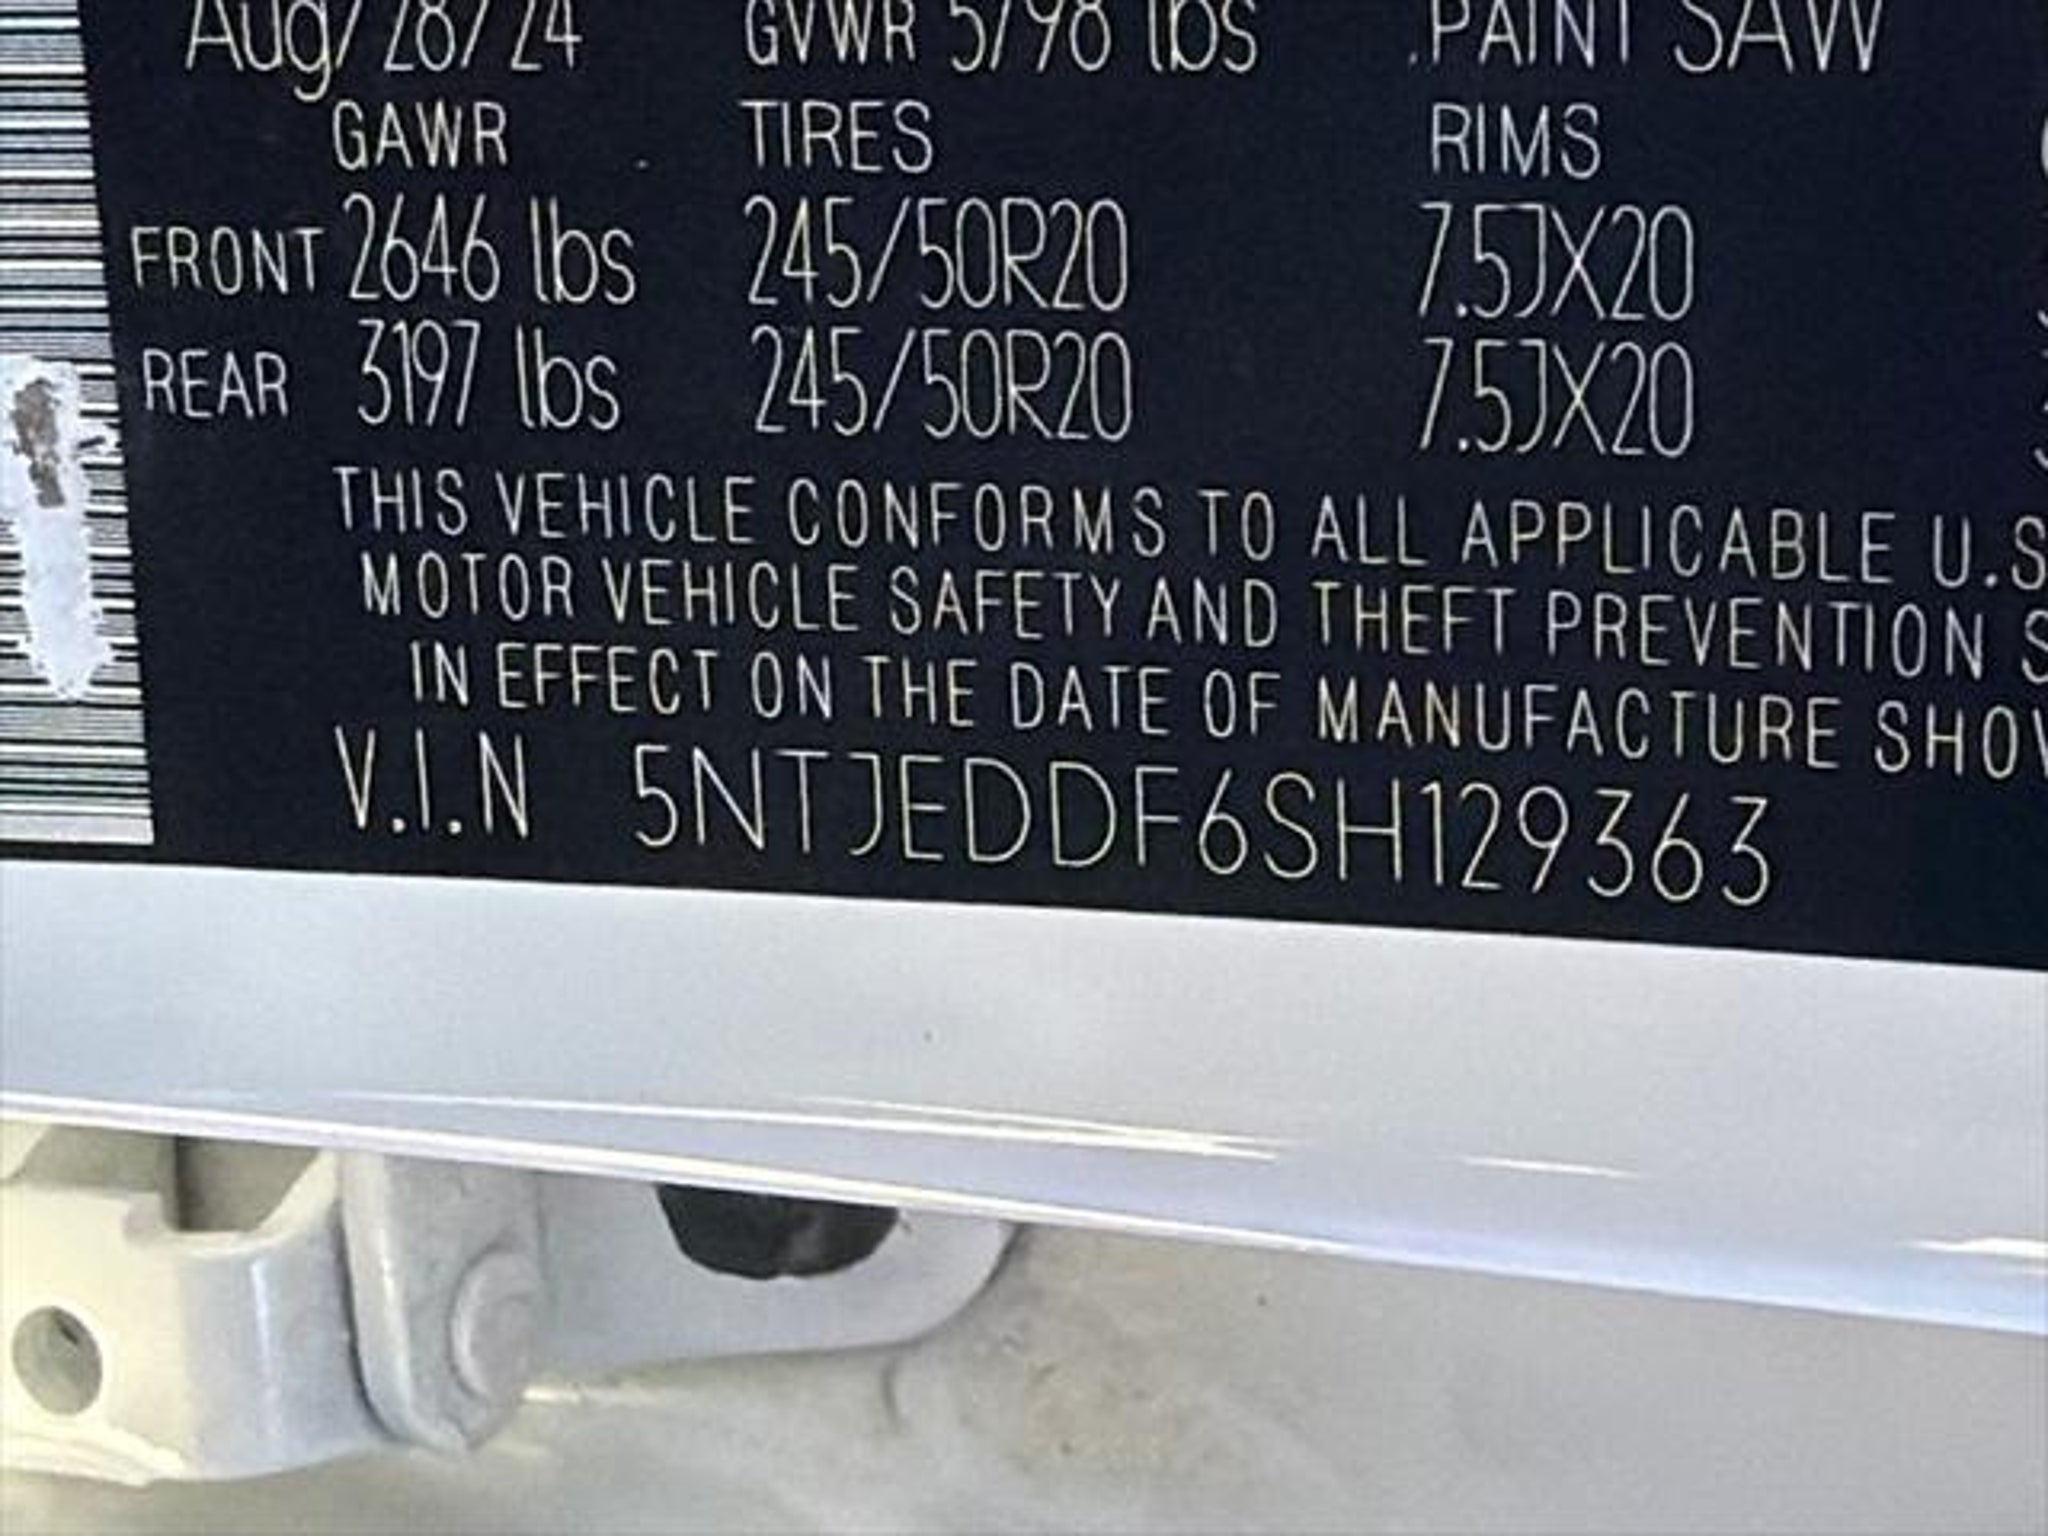 Aug/28/24 GVWR 5798 lbs PAINT SAW
GAWR TIRES RIMS
FRONT 2646 lbs 245/50R20 7.5JX20
REAR 3197 lbs 245/50R20 7.5JX20
THIS VEHICLE CONFORMS TO ALL APPLICABLE U.S
MOTOR VEHICLE SAFETY AND THEFT PREVENTION S
IN EFFECT ON THE DATE OF MANUFACTURE SHOW
V.I.N 5NTJEDDF6SH129363